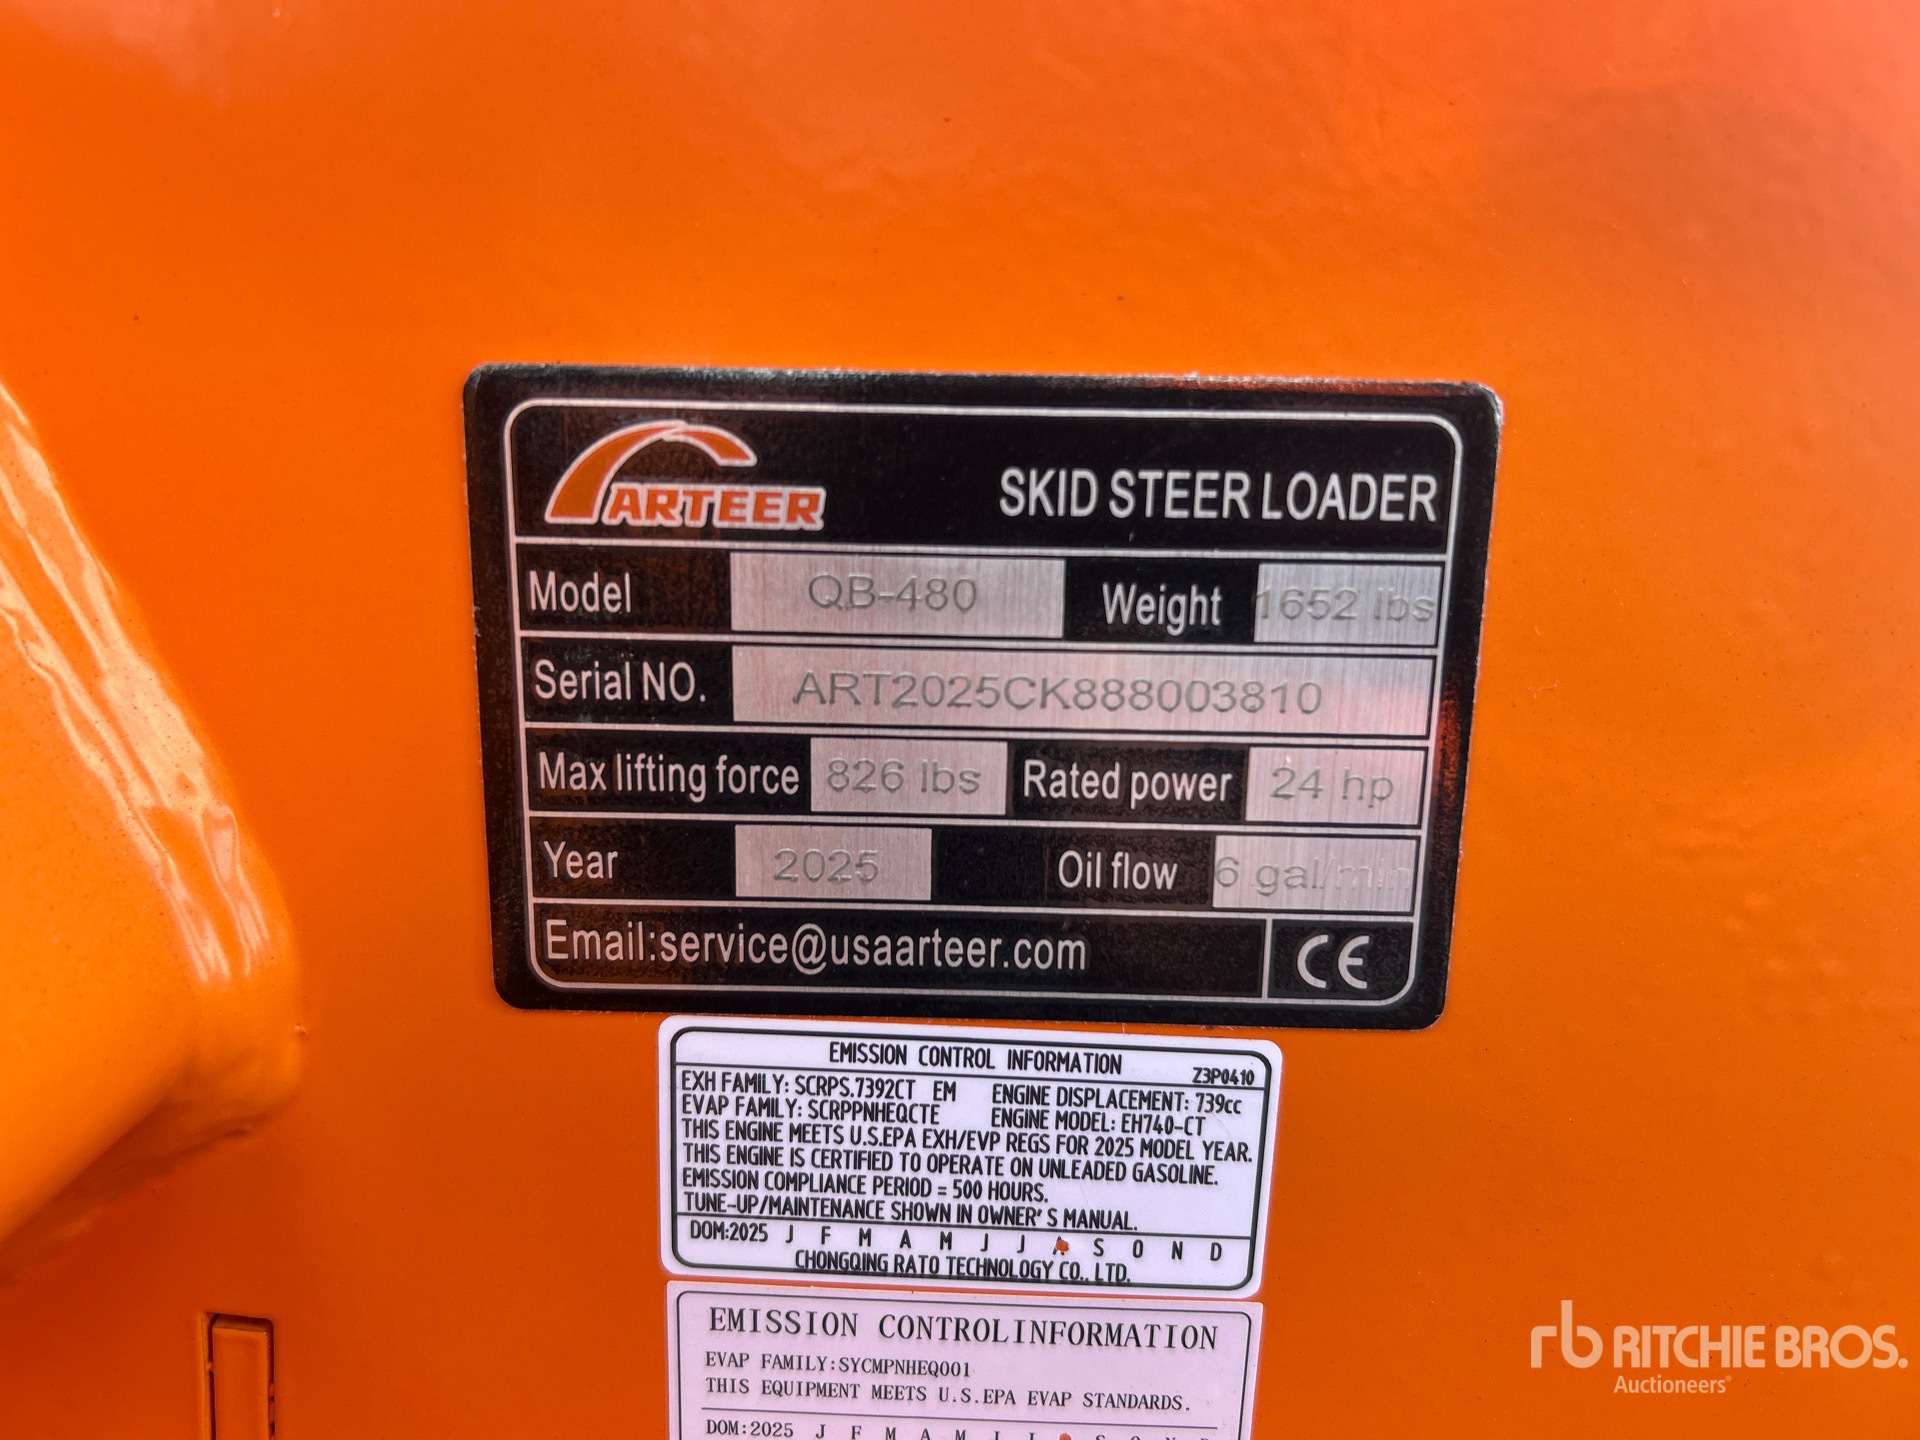 ARTEER SKID STEER LOADER
Model QB-480 Weight 1652 lbs
Serial NO. ART2025CK888003810
Max lifting force 826 lbs Rated power 24 hp
Year 2025 Oil flow 6 gal/min
Email:service@usaarteer.com CE
EMISSION CONTROL INFORMATION
Z3P0410
EXH FAMILY: SCRPS.7392CT EM ENGINE DISPLACEMENT: 739cc
EVAP FAMILY: SCRPPNHEQCTE ENGINE MODEL: EH740-CT
THIS ENGINE MEETS U.S.EPA EXH/EVP REGS FOR 2025 MODEL YEAR.
THIS ENGINE IS CERTIFIED TO OPERATE ON UNLEADED GASOLINE.
EMISSION COMPLIANCE PERIOD = 500 HOURS.
TUNE-UP/MAINTENANCE SHOWN IN OWNER'S MANUAL.
DOM:2025 J F M A M J J A S O N D
CHONGQING RATO TECHNOLOGY CO., LTD.
EMISSION CONTROLINFORMATION
EVAP FAMILY:SYCMPNHEQ001
THIS EQUIPMENT MEETS U.S.EPA EVAP STANDARDS.
DOM:2025 J F M A M J J S O N D
rb RITCHIE BROS.
Auctioneers